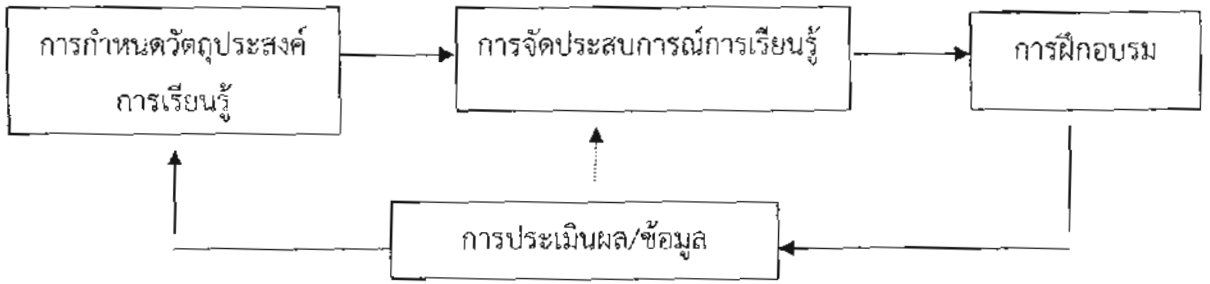 การกำหนดวัตถุประสงค์
การเรียนรู้
การจัดประสบการณ์การเรียนรู้
การฝึกอบรม
การประเมินผล/ข้อมูล